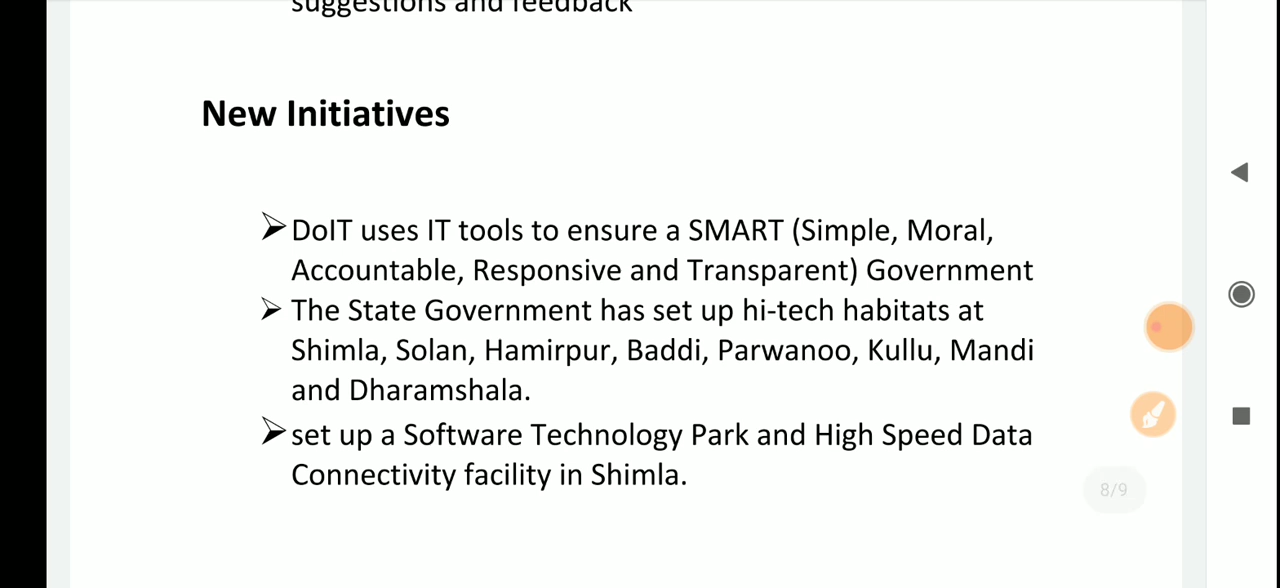 suggestions and feedback
New Initiatives
DoIT uses IT tools to ensure a SMART (Simple, Moral,
Accountable, Responsive and Transparent) Government
The State Government has set up hi-tech habitats at
Shimla, Solan, Hamirpur, Baddi, Parwanoo, Kullu, Mandi
and Dharamshala.
set up a Software Technology Park and High Speed Data
Connectivity facility in Shimla.
8/9